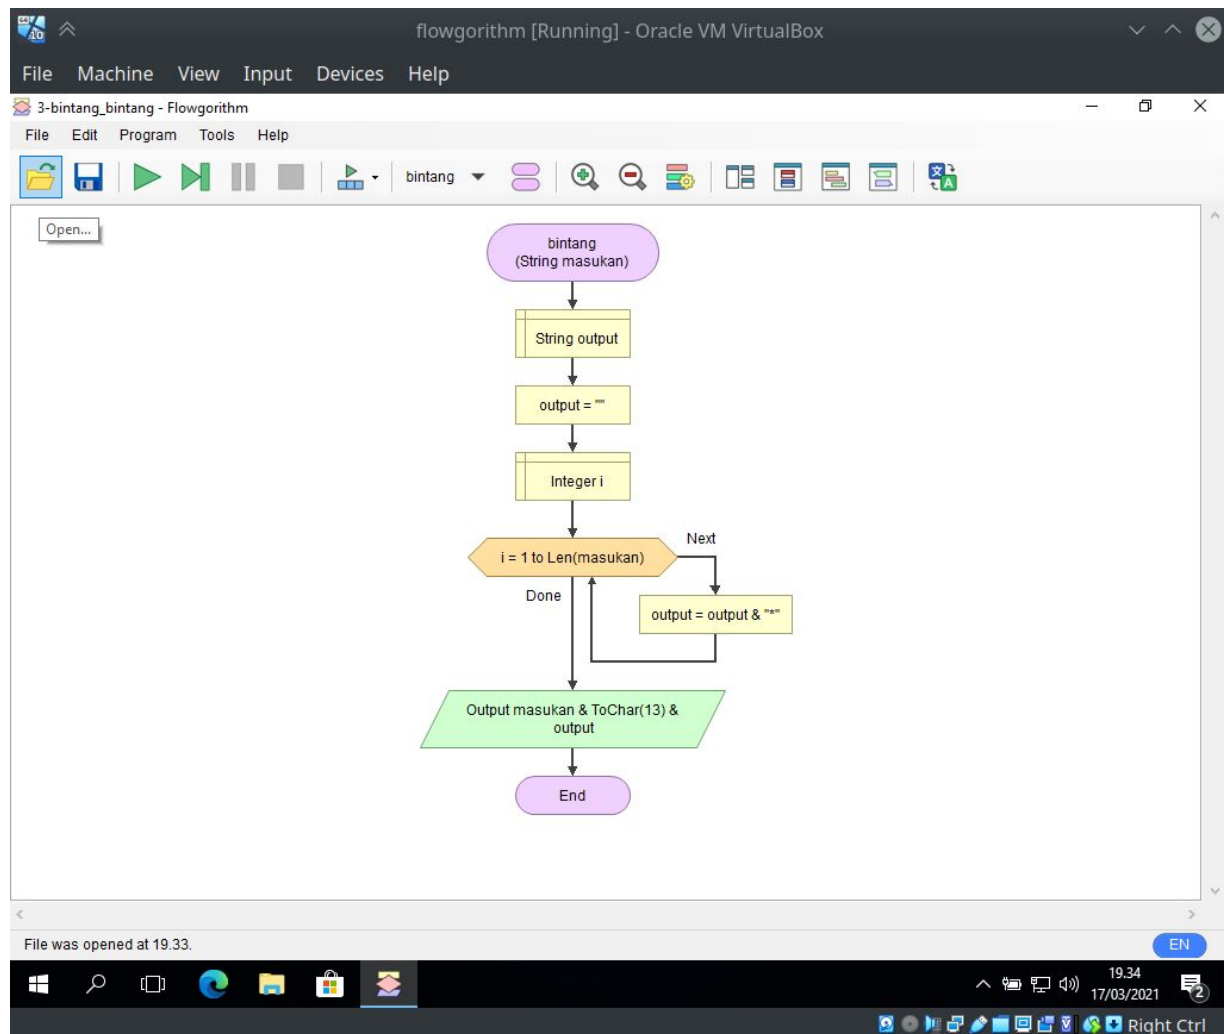 flowgorithm [Running] - Oracle VM VirtualBox
File Machine View Input Devices Help
3-bintang_bintang - Flowgorithm
File Edit Program Tools Help
bintang
Open...
bintang
(String masukan)
String output
output = ""
Integer i
i = 1 to Len(masukan)
Next
Done
output = output & "*"
Output masukan & ToChar(13) &
output
End
File was opened at 19.33.
EN
19.34
17/03/2021
2
Right Ctrl